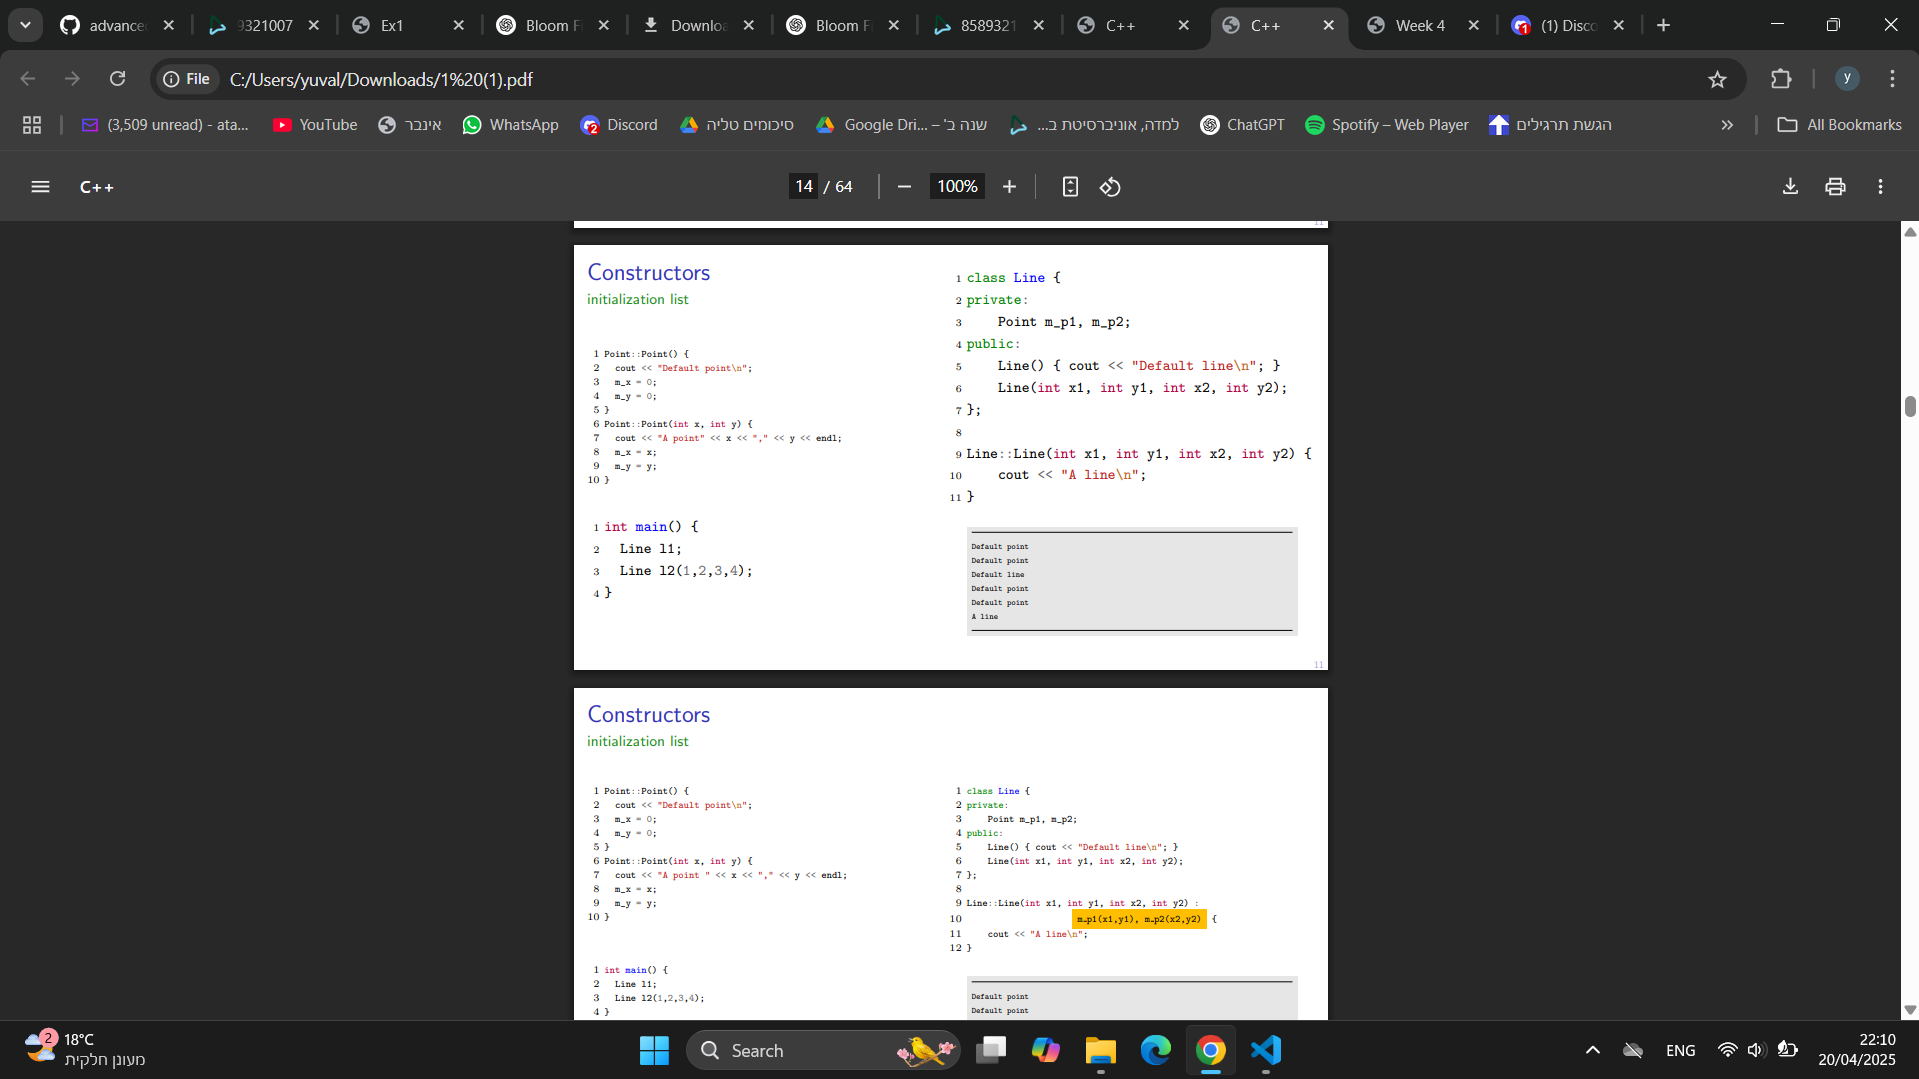 advance
9321007
Ex1
Bloom Fi
Downloa
Bloom Fi
8589321
C++
C++
Week 4
(1) Disco
File
C:/Users/yuval/Downloads/1%20(1).pdf
y
(3,509 unread) - ata...
YouTube
אינבר
WhatsApp
Discord
סיכומים טליה
Google Dri... – שנה ב'
למדה, אוניברסיטת ב...
ChatGPT
Spotify – Web Player
הגשת תרגילים
All Bookmarks
C++
14 / 64
100%
11
Constructors
initialization list
1 Point::Point() {
2 cout << "Default point\n";
3 m_x = 0;
4 m_y = 0;
5 }
6 Point::Point(int x, int y) {
7 cout << "A point" << x << "," << y << endl;
8 m_x = x;
9 m_y = y;
10 }
1 int main() {
2 Line l1;
3 Line l2(1,2,3,4);
4 }
1 class Line {
2 private:
3 Point m_p1, m_p2;
4 public:
5 Line() { cout << "Default line\n"; }
6 Line(int x1, int y1, int x2, int y2);
7 };
8
9 Line::Line(int x1, int y1, int x2, int y2) {
10 cout << "A line\n";
11 }
Default point
Default point
Default line
Default point
Default point
A line
11
Constructors
initialization list
1 Point::Point() {
2 cout << "Default point\n";
3 m_x = 0;
4 m_y = 0;
5 }
6 Point::Point(int x, int y) {
7 cout << "A point " << x << "," << y << endl;
8 m_x = x;
9 m_y = y;
10 }
1 int main() {
2 Line l1;
3 Line l2(1,2,3,4);
4 }
1 class Line {
2 private:
3 Point m_p1, m_p2;
4 public:
5 Line() { cout << "Default line\n"; }
6 Line(int x1, int y1, int x2, int y2);
7 };
8
9 Line::Line(int x1, int y1, int x2, int y2) :
10 m_p1(x1,y1), m_p2(x2,y2) {
11 cout << "A line\n";
12 }
Default point
Default point
2
18°C
מעונן חלקית
Search
ENG
22:10
20/04/2025